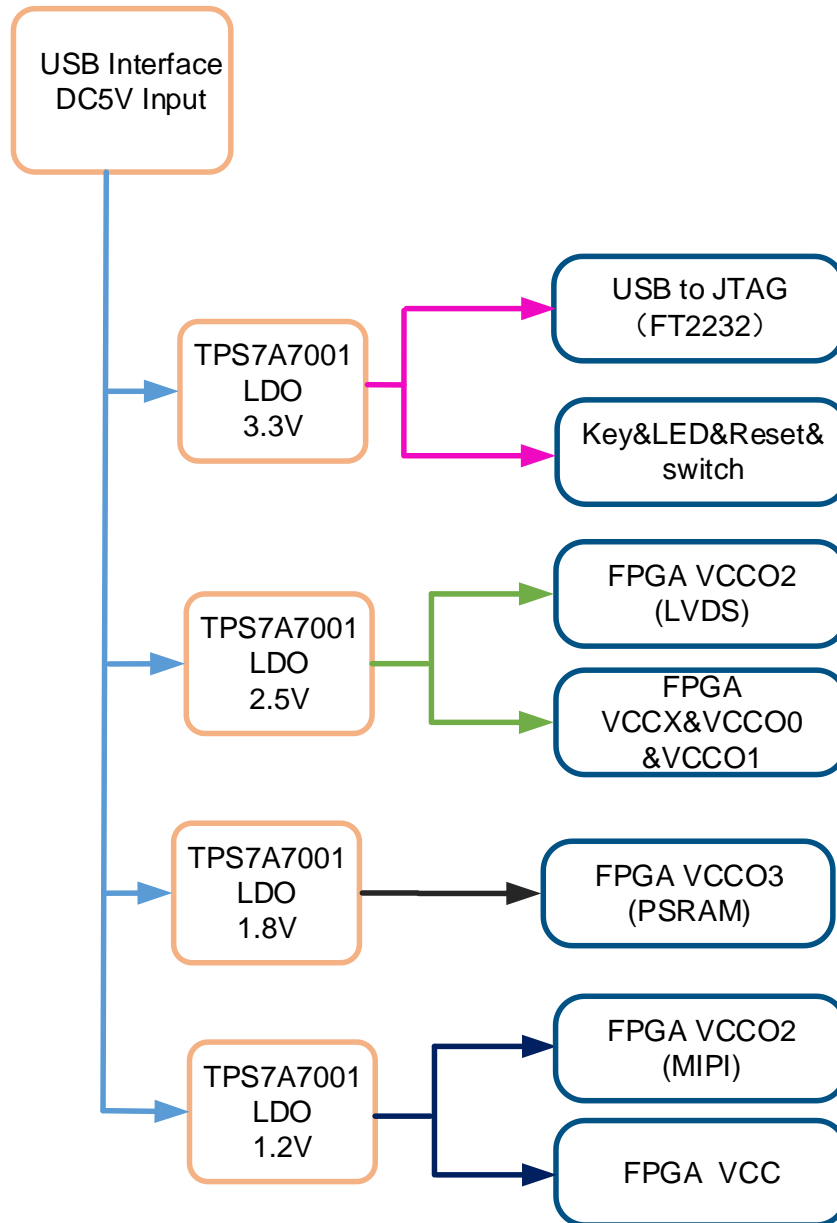 USB Interface
DC5V Input
TPS7A7001
LDO
3.3V
USB to JTAG
（FT2232）
Key&LED&Reset&
switch
TPS7A7001
LDO
2.5V
FPGA VCCO2
(LVDS)
FPGA
VCCX&VCCO0
&VCCO1
TPS7A7001
LDO
1.8V
FPGA VCCO3
(PSRAM)
TPS7A7001
LDO
1.2V
FPGA VCCO2
(MIPI)
FPGA  VCC